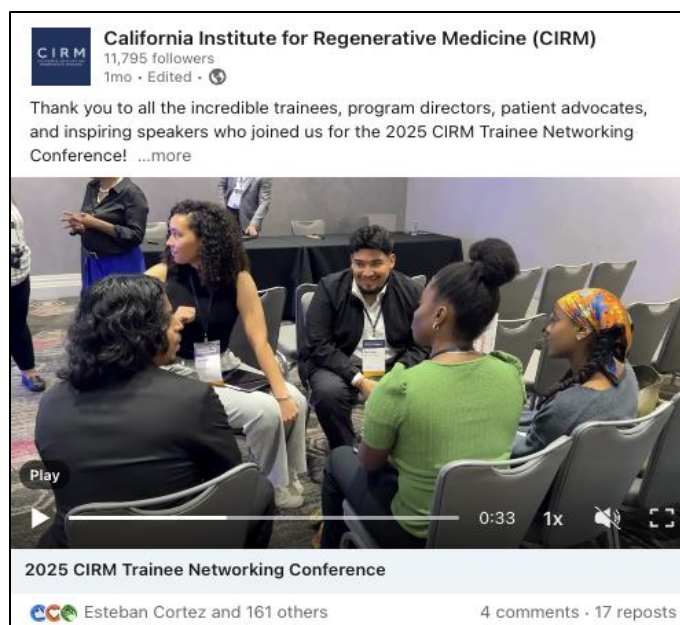 CIRM
California Institute for Regenerative Medicine (CIRM)
11,795 followers
1mo • Edited •
Thank you to all the incredible trainees, program directors, patient advocates,
and inspiring speakers who joined us for the 2025 CIRM Trainee Networking
Conference! ...more
Play
0:33 1x
2025 CIRM Trainee Networking Conference
Esteban Cortez and 161 others 4 comments · 17 reposts